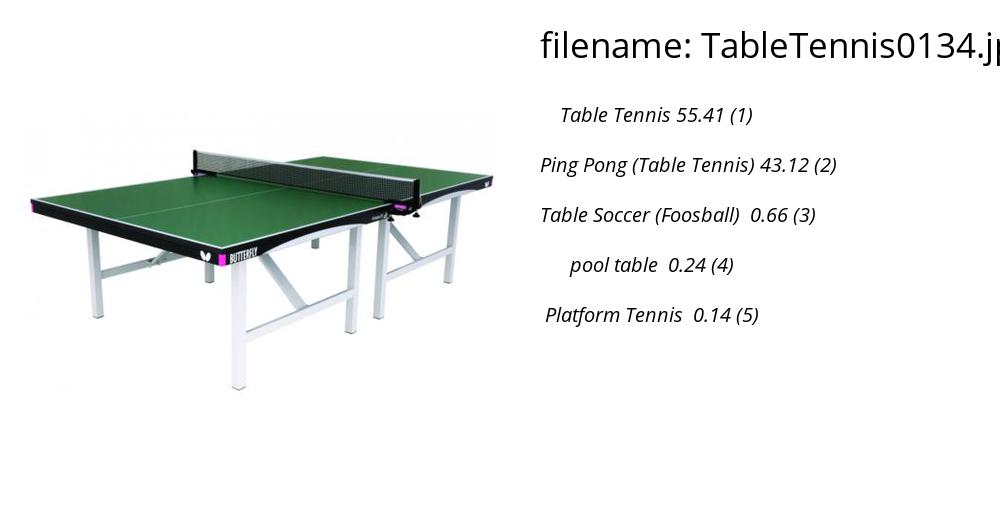 filename: TableTennis0134.jp
Table Tennis 55.41 (1)
Ping Pong (Table Tennis) 43.12 (2)
Table Soccer (Foosball) 0.66 (3)
pool table 0.24 (4)
Platform Tennis 0.14 (5)
BUTTERFLY